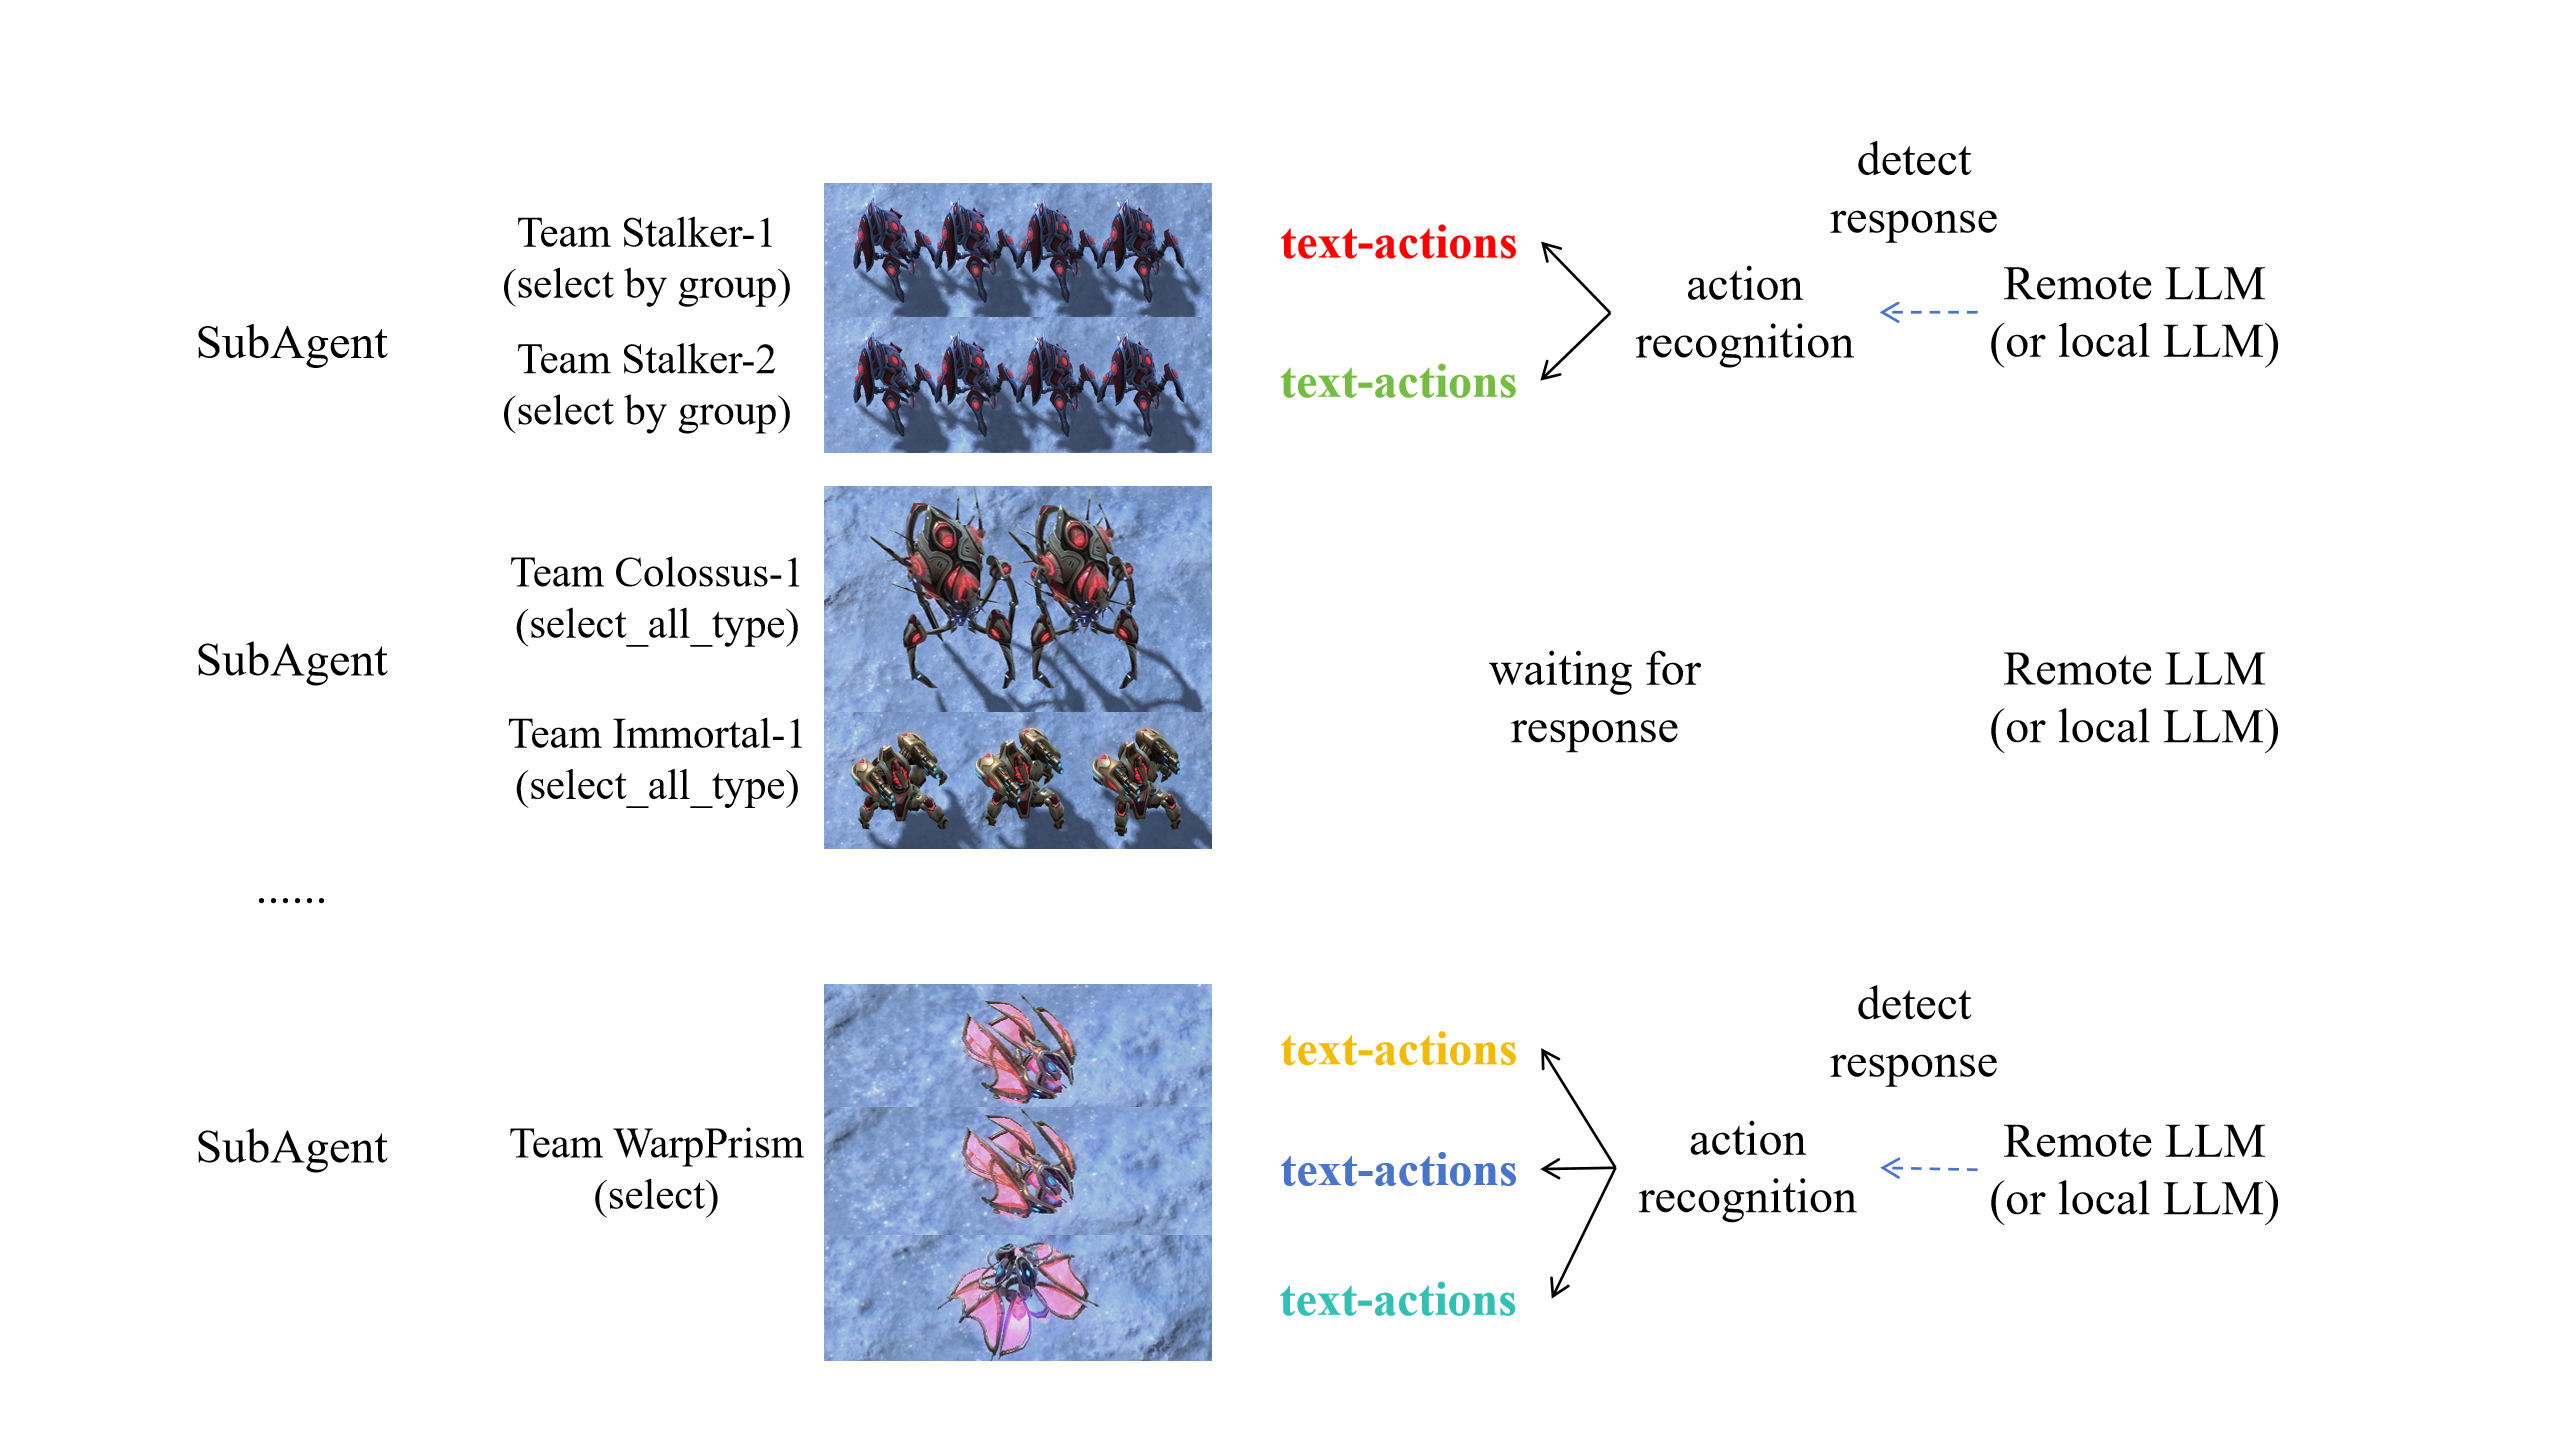 SubAgent
Team Stalker-1
(select by group)
Team Stalker-2
(select by group)
text-actions
text-actions
action
recognition
detect
response
Remote LLM
(or local LLM)
SubAgent
Team Colossus-1
(select_all_type)
Team Immortal-1
(select_all_type)
waiting for
response
Remote LLM
(or local LLM)
......
SubAgent
Team WarpPrism
(select)
text-actions
text-actions
text-actions
action
recognition
detect
response
Remote LLM
(or local LLM)